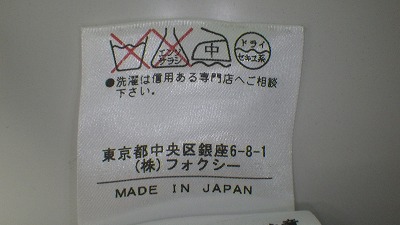 エンソ
サラシ
中
ドライ
セキユ系
●洗濯は信用ある専門店へご相談
下さい。
東京都中央区銀座6-8-1
(株)フォクシー
MADE IN JAPAN